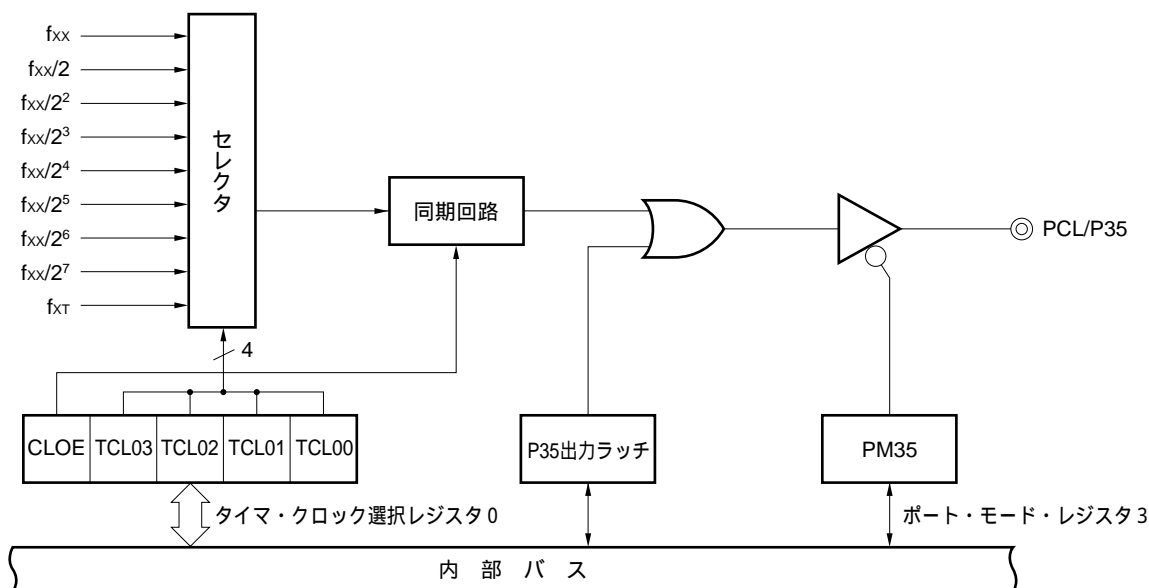 fXX
fXX/2
fXX/2²
fXX/2³
fXX/2⁴
fXX/2⁵
fXX/2⁶
fXX/2⁷
fXT
セレクタ
同期回路
PCL/P35
4
CLOE TCL03 TCL02 TCL01 TCL00
P35出力ラッチ
PM35
タイマ・クロック選択レジスタ0
ポート・モード・レジスタ3
内部バス